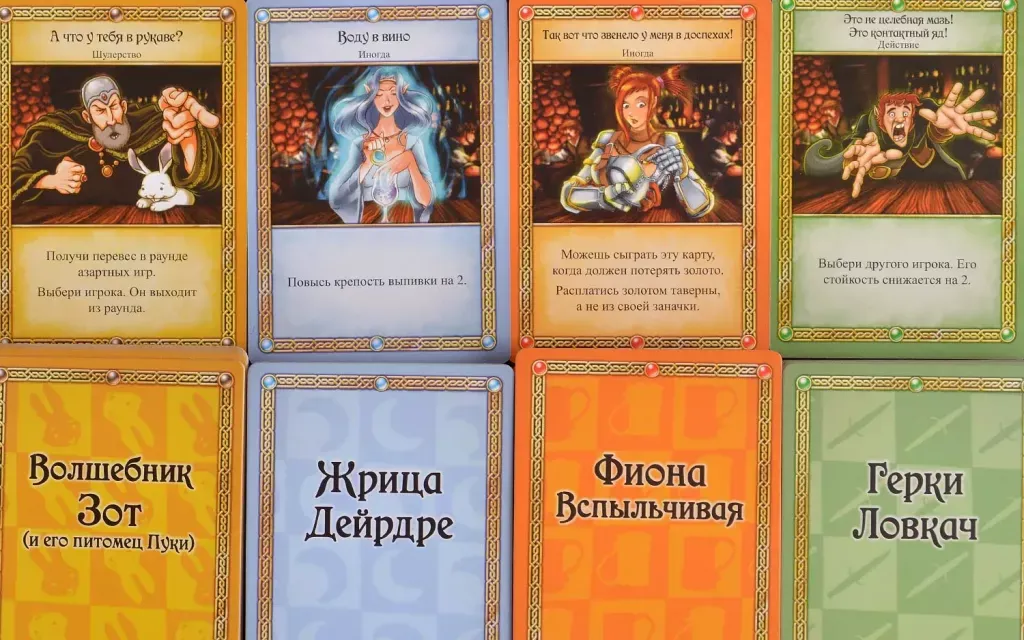 А что у тебя в рукаве?
Шулерство
Получи перевес в раунде
азартных игр.
Выбери игрока. Он выходит
из раунда.
Воду в вино
Иногда
Повысь крепость выпивки на 2.
Так вот что звенело у меня в доспехах!
Иногда
Можешь сыграть эту карту,
когда должен потерять золото.
Расплатись золотом таверны,
а не из своей заначки.
Это не целебная мазь!
Это контактный яд!
Действие
Выбери другого игрока. Его
стойкость снижается на 2.
Волшебник
Зот
(и его питомец Пуки)
Жрица
Дейрдре
Фиона
Вспыльчивая
Герки
Ловкач